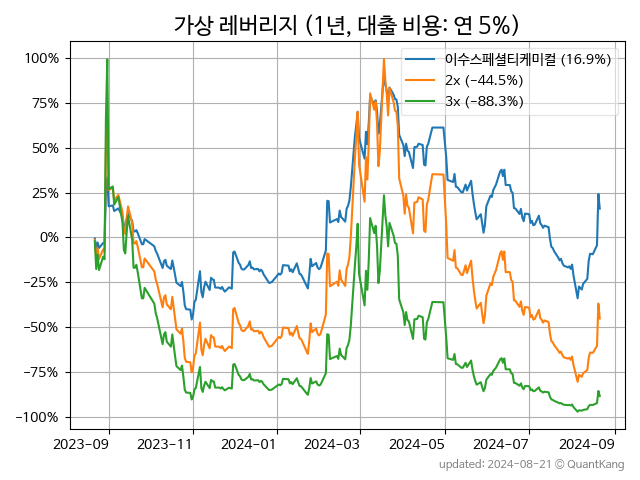 가상 레버리지 (1년, 대출 비용: 연 5%)
이수스페셜티케미컬 (16.9%)
2x (−44.5%)
3x (−88.3%)
100%
75%
50%
25%
0%
−25%
−50%
−75%
−100%
2023-09 2023-11 2024-01 2024-03 2024-05 2024-07 2024-09
updated: 2024-08-21 © QuantKang